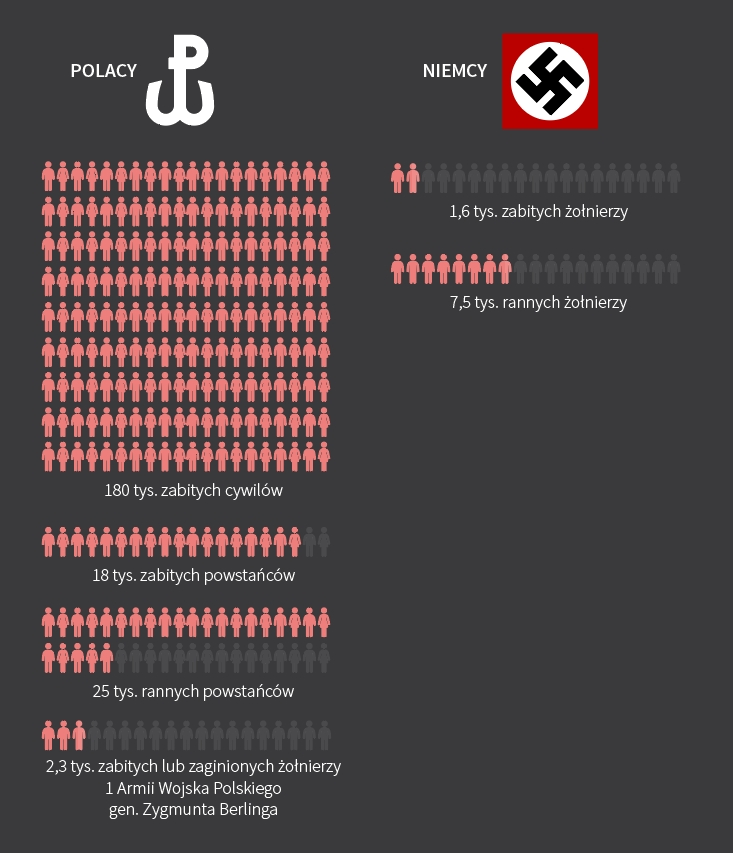 POLACY
NIEMCY
180 tys. zabitych cywilów
18 tys. zabitych powstańców
25 tys. rannych powstańców
2,3 tys. zabitych lub zaginionych żołnierzy
1 Armii Wojska Polskiego
gen. Zygmunta Berlinga
1,6 tys. zabitych żołnierzy
7,5 tys. rannych żołnierzy